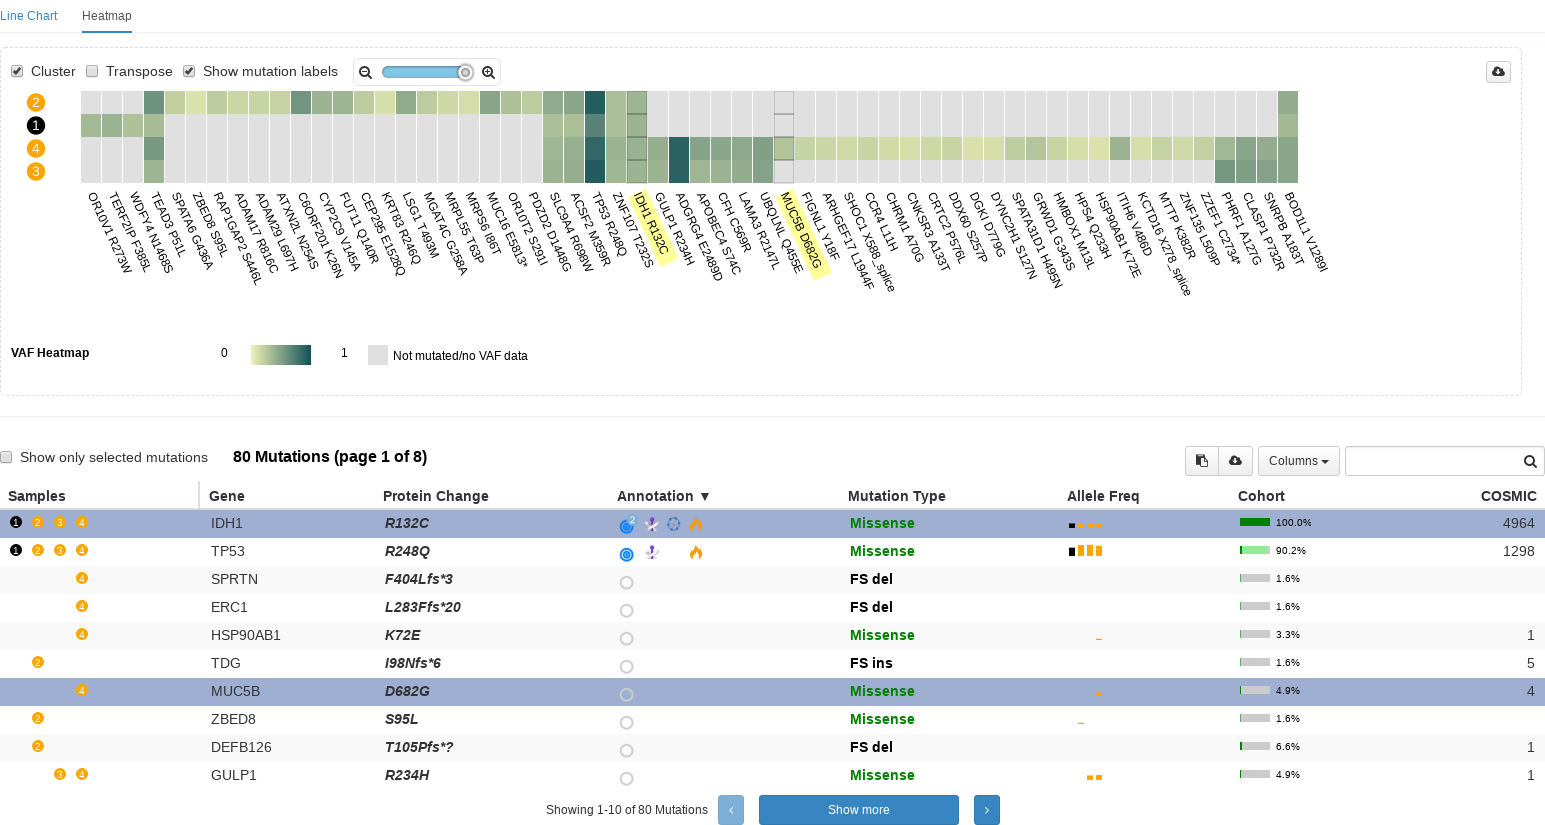 Line Chart Heatmap
Cluster Transpose Show mutation labels
2
1
4
3
OR10V1 R273W
TERF2IP F385L
WDFY4 N1468S
TEAD3 P51L
SPATA6 G436A
ZBED8 S95L
RAP1GAP2 S446L
ADAM17 R816C
ADAM29 L697H
ATXN2L N254S
C6ORF201 K26N
CYP2C9 V145A
FUT11 Q140R
CEP295 E1528Q
KRT83 R246Q
LSG1 T493M
MGAT4C G258A
MRPL55 T63P
MRPS6 I86T
MUC16 E5813*
OR10T2 S291I
PDZD2 D1448G
SLC9A4 R698W
ACSF2 M359R
TP53 R248Q
ZNF107 T232S
IDH1 R132C
GULP1 R234H
ADGRG4 E2489D
APOBEC4 S74C
CFH C569R
LAMA3 R2147L
UBQLNL Q455E
MUC5B D682G
FIGNL1 Y18F
ARHGEF17 L1944F
SHOC1 X588_splice
CCR4 L11H
CHRM1 A70G
CNKSR3 A133T
CRTC2 P576L
DDX60 S257P
DGKI D779G
DYNC2H1 S127N
SPATA31D1 H495N
GRWD1 G343S
HMBOX1 M13L
HPS4 Q233H
HSP90AB1 K72E
ITIH6 V486D
KCTD16 X278_splice
MTTP K382R
ZNF135 L509P
ZZEF1 C2734*
PHRF1 A127G
CLASP1 P732R
SNRPB A183T
BOD1L1 V1289I
VAF Heatmap 0 1 Not mutated/no VAF data
Show only selected mutations 80 Mutations (page 1 of 8) Columns
Samples Gene Protein Change Annotation ▼ Mutation Type Allele Freq Cohort COSMIC
1 2 3 4 IDH1 R132C 2 Missense 100.0% 4964
1 2 3 4 TP53 R248Q Missense 90.2% 1298
4 SPRTN F404Lfs*3 FS del 1.6%
4 ERC1 L283Ffs*20 FS del 1.6%
4 HSP90AB1 K72E Missense 3.3% 1
2 TDG I98Nfs*6 FS ins 1.6% 5
4 MUC5B D682G Missense 4.9% 4
2 ZBED8 S95L Missense 1.6%
2 DEFB126 T105Pfs*? FS del 6.6% 1
3 4 GULP1 R234H Missense 4.9% 1
Showing 1-10 of 80 Mutations ‹ Show more ›